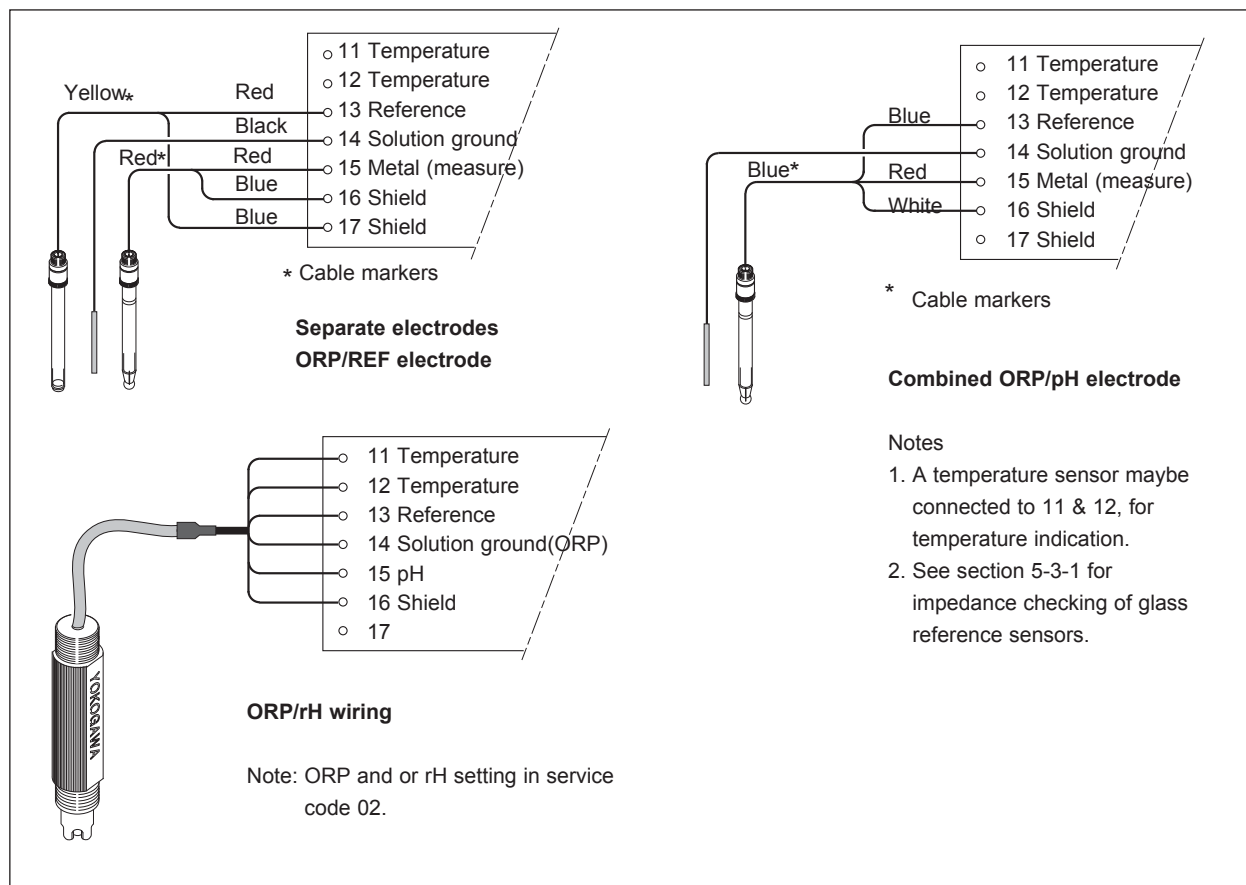 11 Temperature
12 Temperature
Yellow*
Red
13 Reference
Black
14 Solution ground
Red*
Red
15 Metal (measure)
Blue
16 Shield
Blue
17 Shield
* Cable markers
Separate electrodes
ORP/REF electrode
11 Temperature
12 Temperature
Blue
13 Reference
14 Solution ground
Blue*
Red
15 Metal (measure)
White
16 Shield
17 Shield
* Cable markers
Combined ORP/pH electrode
Notes
1. A temperature sensor maybe
connected to 11 & 12, for
temperature indication.
2. See section 5-3-1 for
impedance checking of glass
reference sensors.
11 Temperature
12 Temperature
13 Reference
14 Solution ground(ORP)
15 pH
16 Shield
17
YOKOGAWA
ORP/rH wiring
Note: ORP and or rH setting in service
code 02.